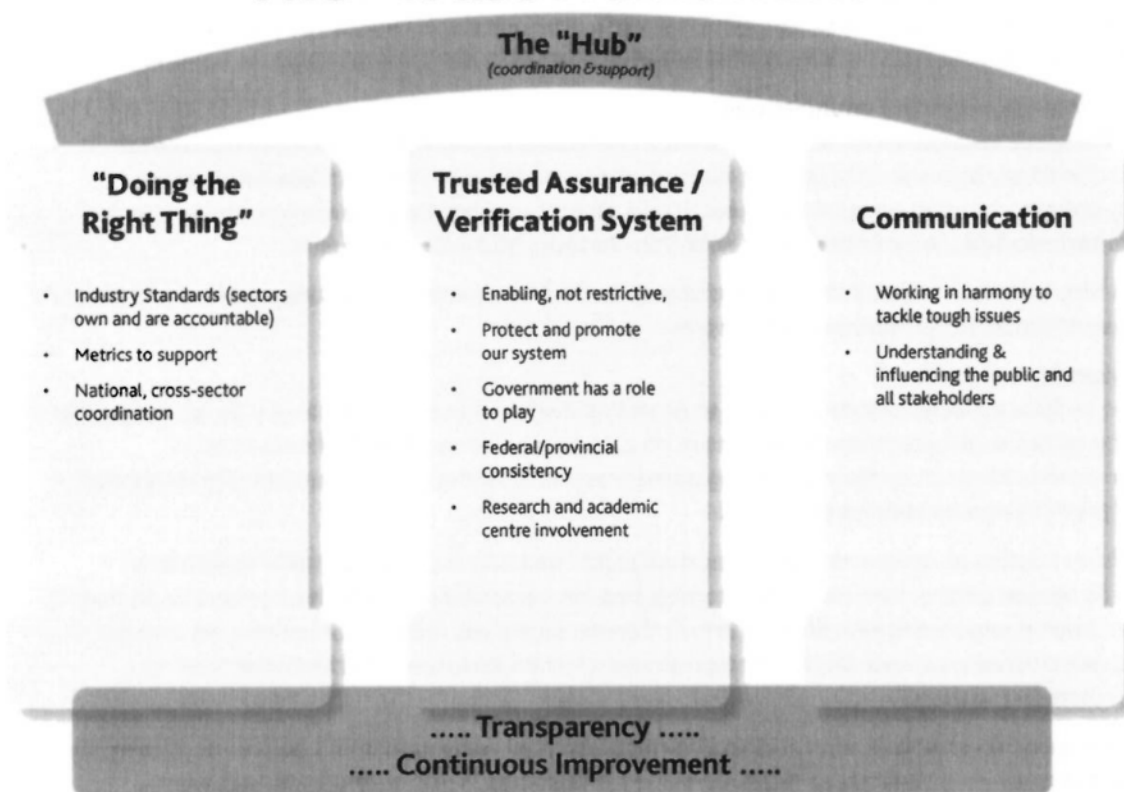 The "Hub"
(coordination & support)
"Doing the
Right Thing"
• Industry Standards (sectors
own and are accountable)
• Metrics to support
• National, cross-sector
coordination
Trusted Assurance /
Verification System
• Enabling, not restrictive,
• Protect and promote
our system
• Government has a role
to play
• Federal/provincial
consistency
• Research and academic
centre involvement
Communication
• Working in harmony to
tackle tough issues
• Understanding &
influencing the public and
all stakeholders
..... Transparency .....
..... Continuous Improvement .....